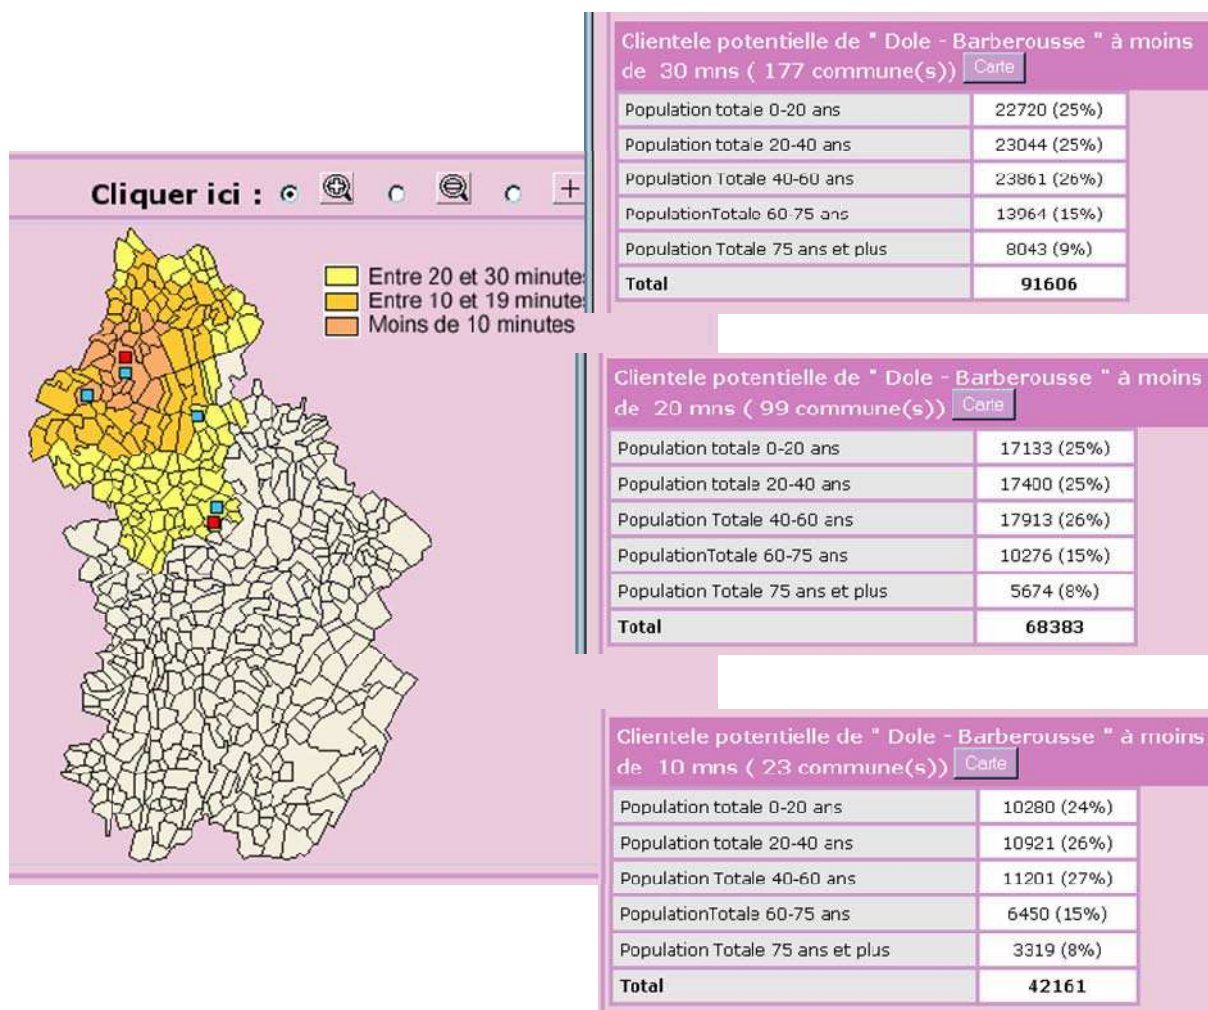 Cliquer ici :
Entre 20 et 30 minutes
Entre 10 et 19 minutes
Moins de 10 minutes
Clientele potentielle de " Dole - Barberousse " à moins
de 30 mns ( 177 commune(s)) Carte
Population totale 0-20 ans 22720 (25%)
Population totale 20-40 ans 23044 (25%)
Population Totale 40-60 ans 23861 (26%)
PopulationTotale 60-75 ans 13964 (15%)
Population Totale 75 ans et plus 8043 (9%)
Total 91606
Clientele potentielle de " Dole - Barberousse " à moins
de 20 mns ( 99 commune(s)) Carte
Population totale 0-20 ans 17133 (25%)
Population totale 20-40 ans 17400 (25%)
Population Totale 40-60 ans 17913 (26%)
PopulationTotale 60-75 ans 10276 (15%)
Population Totale 75 ans et plus 5674 (8%)
Total 68383
Clientele potentielle de " Dole - Barberousse " à moins
de 10 mns ( 23 commune(s)) Carte
Population totale 0-20 ans 10280 (24%)
Population totale 20-40 ans 10921 (26%)
Population Totale 40-60 ans 11201 (27%)
PopulationTotale 60-75 ans 6450 (15%)
Population Totale 75 ans et plus 3319 (8%)
Total 42161